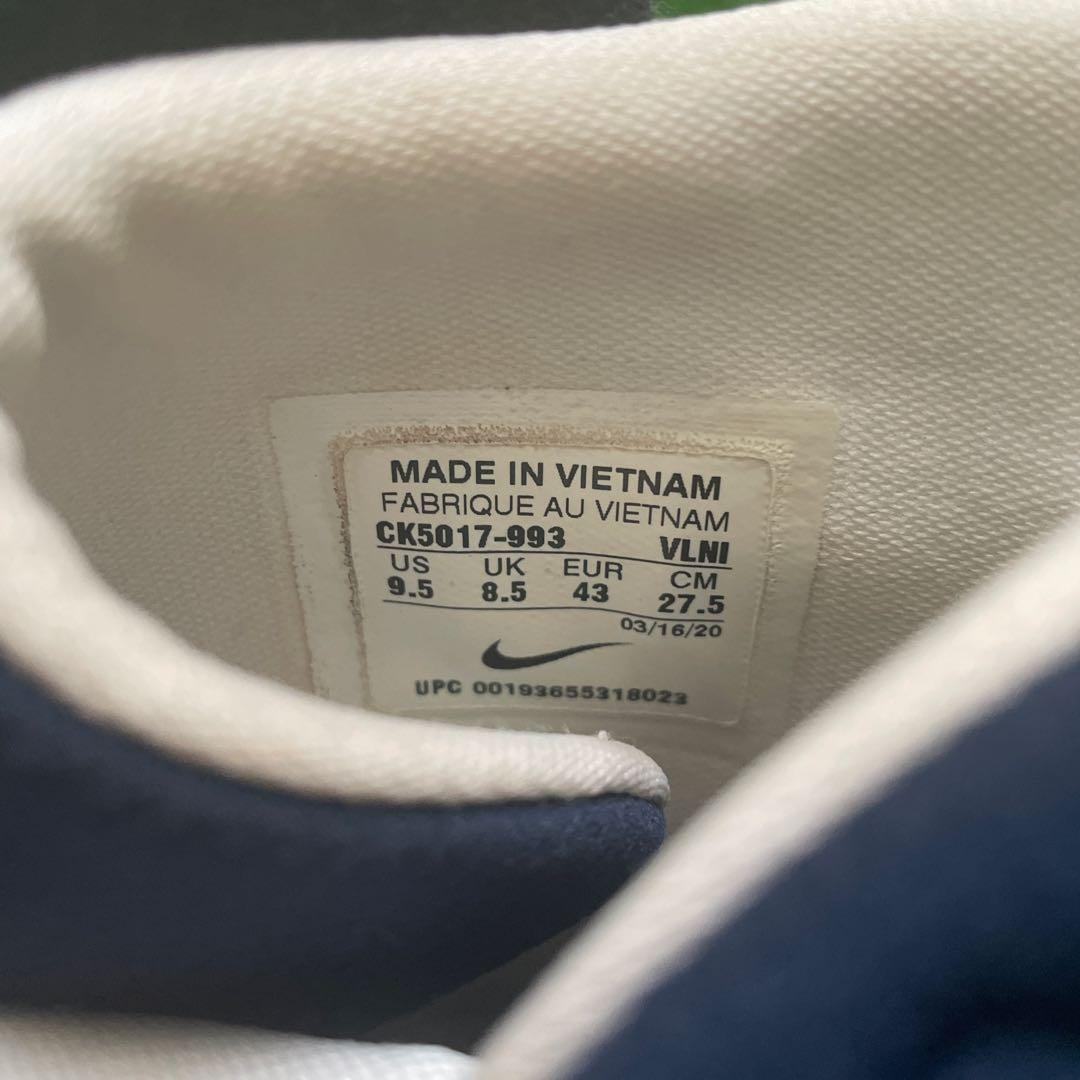 MADE IN VIETNAM
FABRIQUE AU VIETNAM
CK5017-993 VLNI
US UK EUR CM
9.5 8.5 43 27.5
03/16/20
UPC 00193655318023